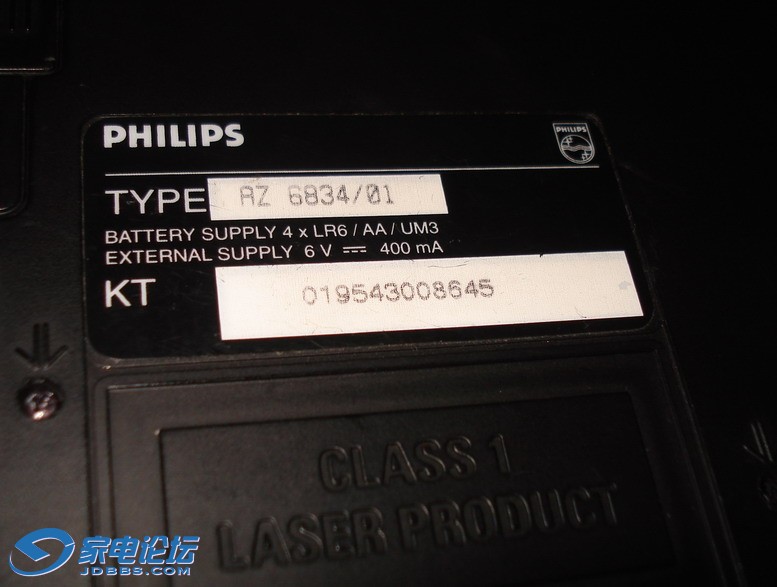 PHILIPS
PHILIPS
TYPE AZ 6834/01
BATTERY SUPPLY 4 x LR6 / AA / UM3
EXTERNAL SUPPLY 6 V ⎓ 400 mA
KT 019543008645
CLASS 1
LASER PRODUCT
家电论坛
JDBBS.COM